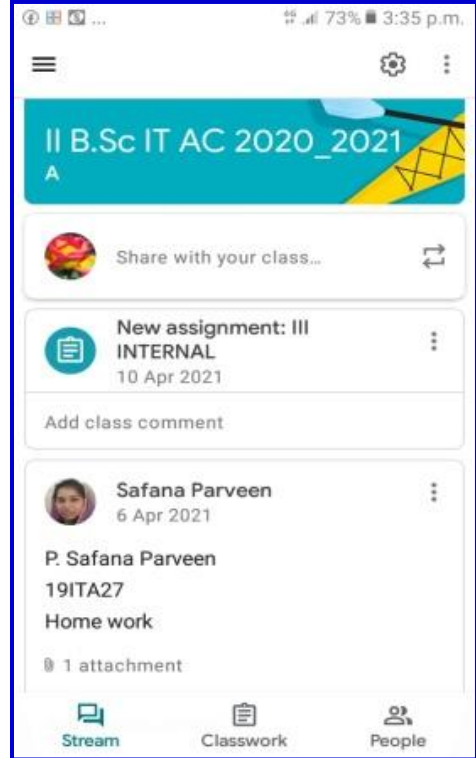 ... 73% 3:35 p.m.
II B.Sc IT AC 2020_2021
A
Share with your class...
New assignment: III
INTERNAL
10 Apr 2021
Add class comment
Safana Parveen
6 Apr 2021
P. Safana Parveen
19ITA27
Home work
1 attachment
Stream Classwork People